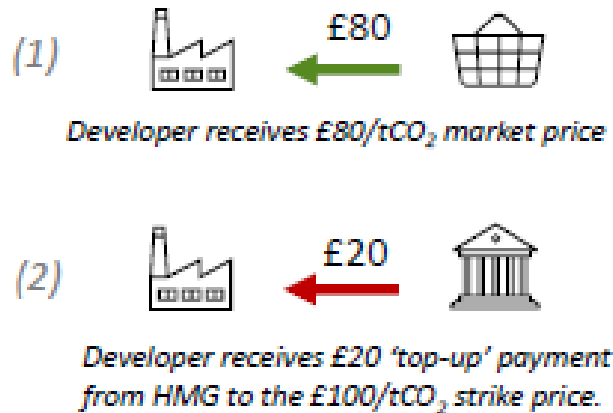 (1)
£80
Developer receives £80/tCO₂ market price
(2)
£20
Developer receives £20 ‘top-up’ payment
from HMG to the £100/tCO₂ strike price.